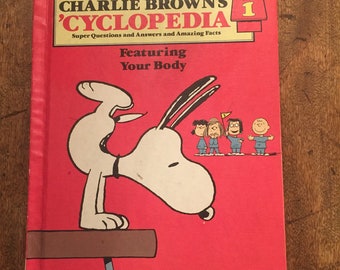 CHARLIE BROWN'S
'CYCLOPEDIA
1
Super Questions and Answers and Amazing Facts
Featuring
Your Body